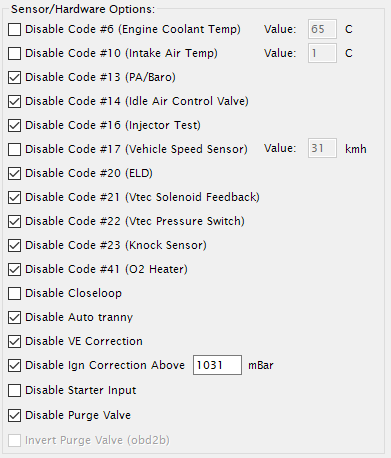 Sensor/Hardware Options:
Disable Code #6 (Engine Coolant Temp) Value: 65 C
Disable Code #10 (Intake Air Temp) Value: 1 C
Disable Code #13 (PA/Baro)
Disable Code #14 (Idle Air Control Valve)
Disable Code #16 (Injector Test)
Disable Code #17 (Vehicle Speed Sensor) Value: 31 kmh
Disable Code #20 (ELD)
Disable Code #21 (Vtec Solenoid Feedback)
Disable Code #22 (Vtec Pressure Switch)
Disable Code #23 (Knock Sensor)
Disable Code #41 (O2 Heater)
Disable Closeloop
Disable Auto tranny
Disable VE Correction
Disable Ign Correction Above 1031 mBar
Disable Starter Input
Disable Purge Valve
Invert Purge Valve (obd2b)